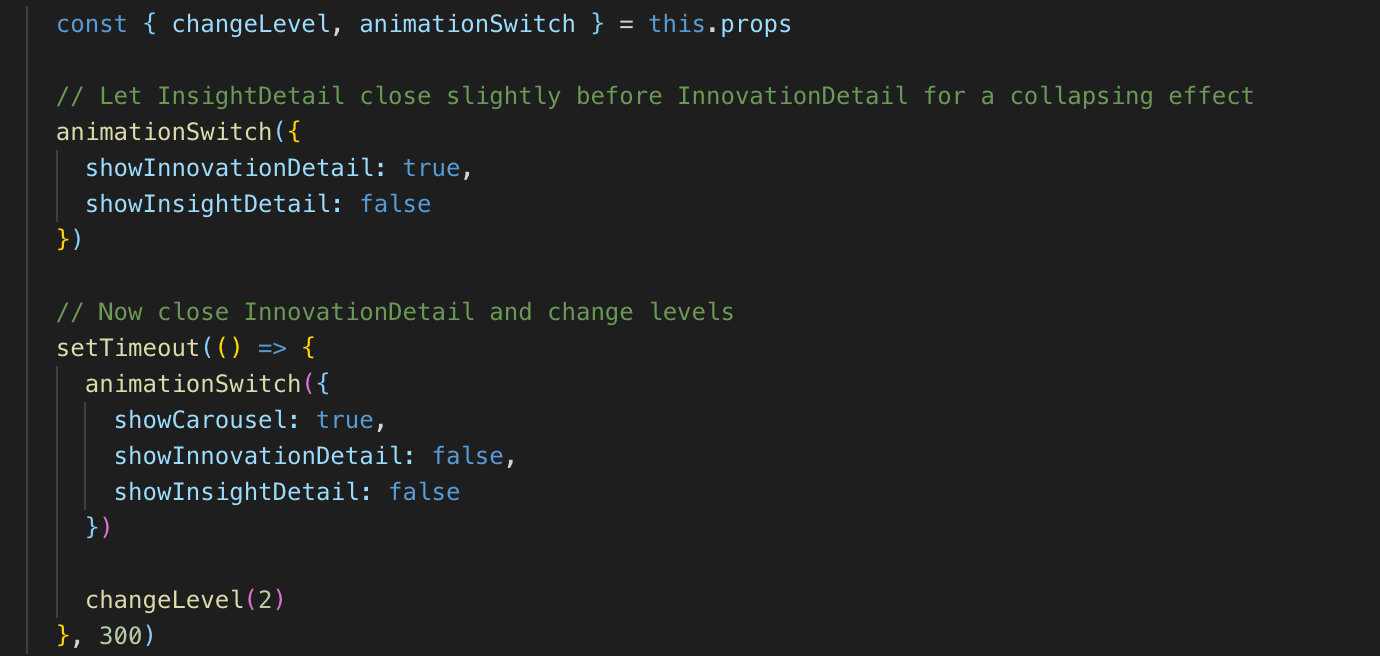 const { changeLevel, animationSwitch } = this.props
// Let InsightDetail close slightly before InnovationDetail for a collapsing effect
animationSwitch({
showInnovationDetail: true,
showInsightDetail: false
})
// Now close InnovationDetail and change levels
setTimeout(() => {
animationSwitch({
showCarousel: true,
showInnovationDetail: false,
showInsightDetail: false
})
changeLevel(2)
}, 300)